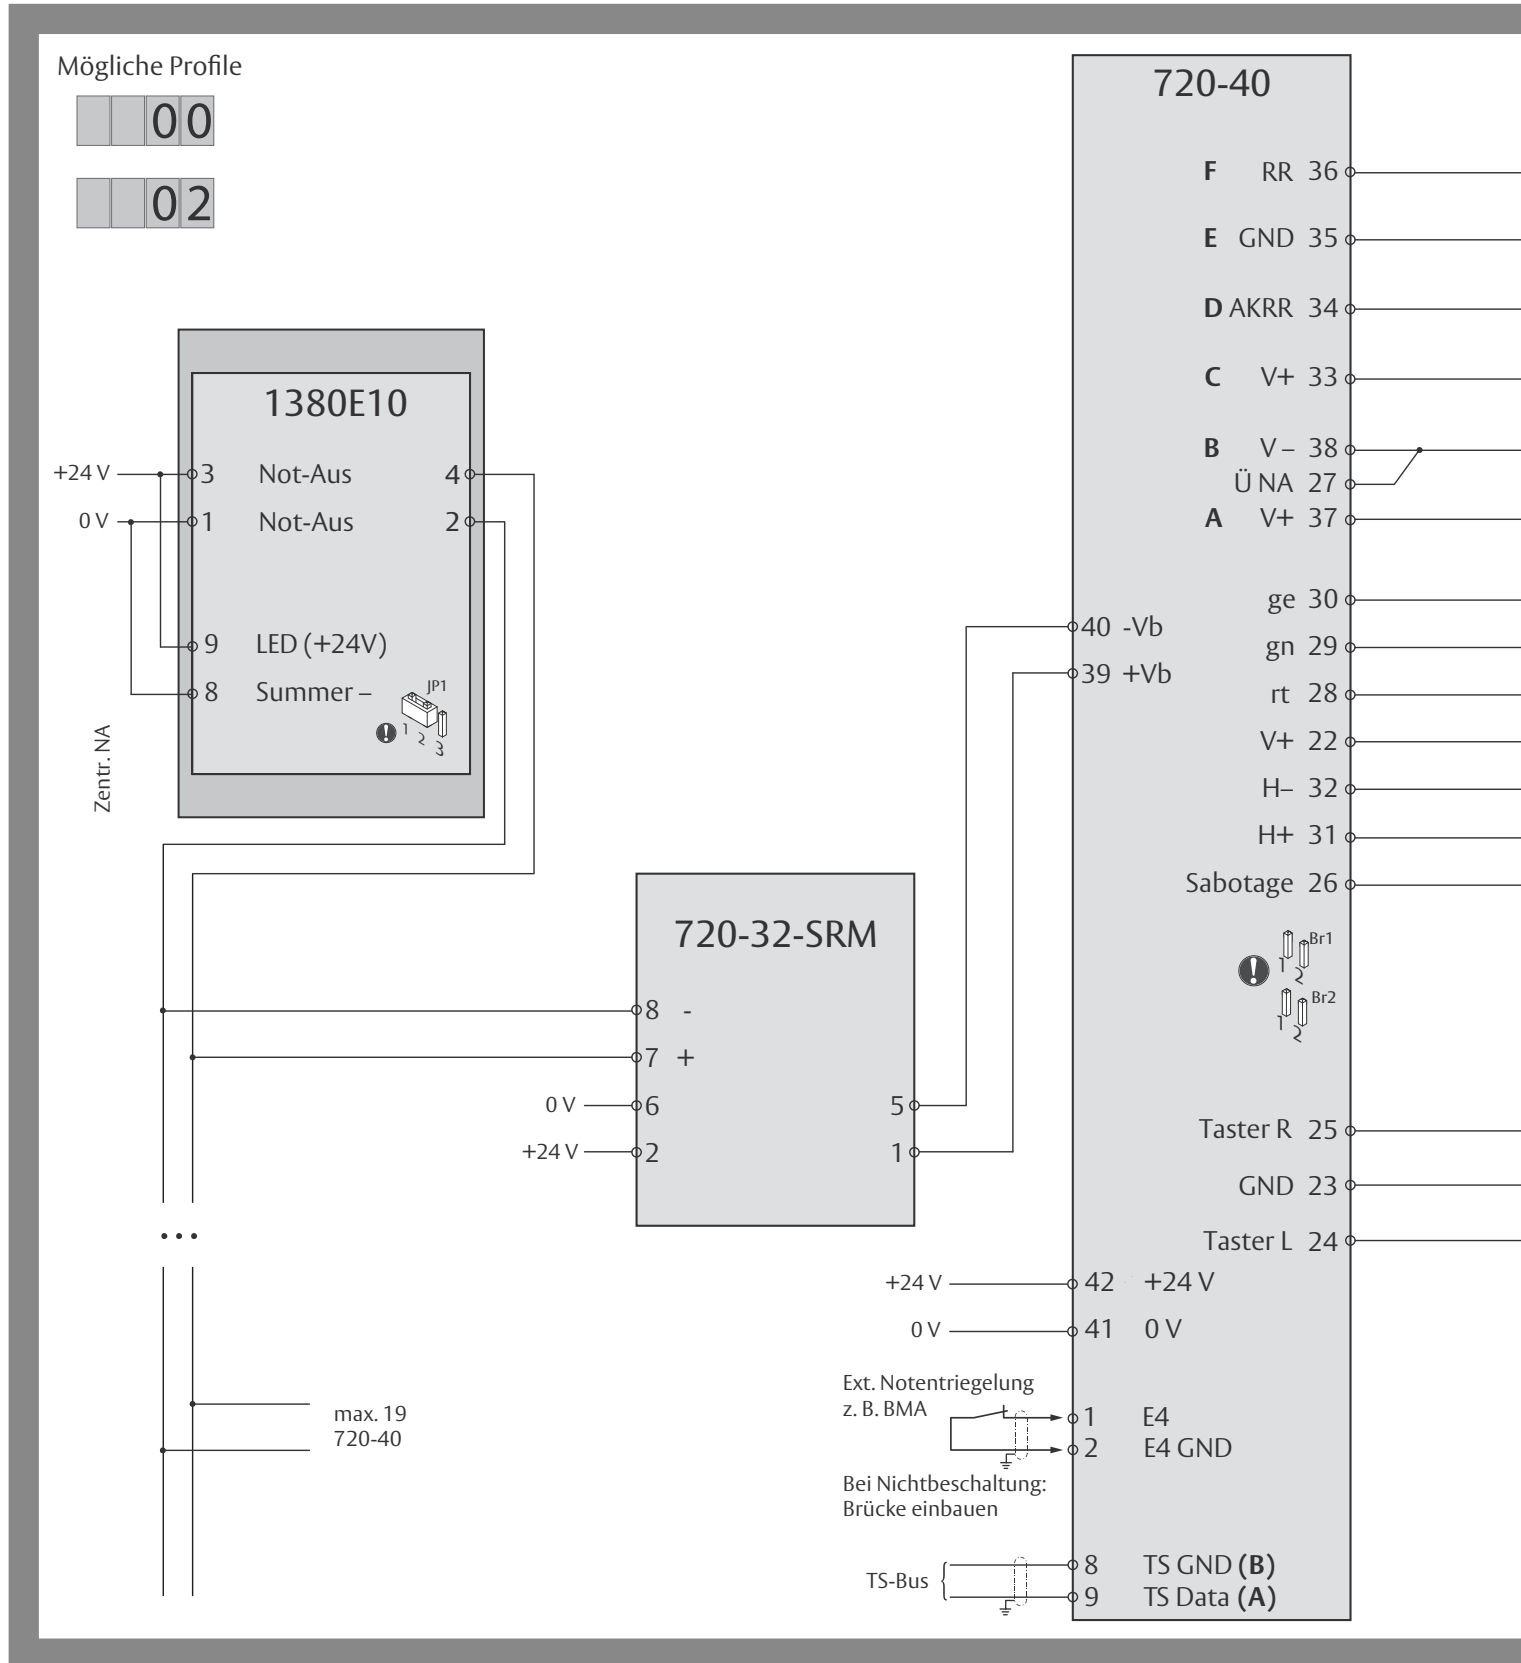 Mögliche Profile
00
02
1380E10
+24 V 3 Not-Aus 4
0 V 1 Not-Aus 2
9 LED (+24V)
8 Summer –
JP1
1 2 3
Zentr. NA
720-32-SRM
8 -
7 +
0 V 6 5
+24 V 2 1
max. 19
720-40
720-40
F RR 36
E GND 35
D AKRR 34
C V+ 33
B V – 38
Ü NA 27
A V+ 37
ge 30
40 -Vb
gn 29
39 +Vb
rt 28
V+ 22
H– 32
H+ 31
Sabotage 26
Br1
1 2
Br2
1 2
Taster R 25
GND 23
Taster L 24
+24 V 42 +24 V
0 V 41 0 V
Ext. Notentriegelung
z. B. BMA
1 E4
2 E4 GND
Bei Nichtbeschaltung:
Brücke einbauen
TS-Bus
8 TS GND (B)
9 TS Data (A)